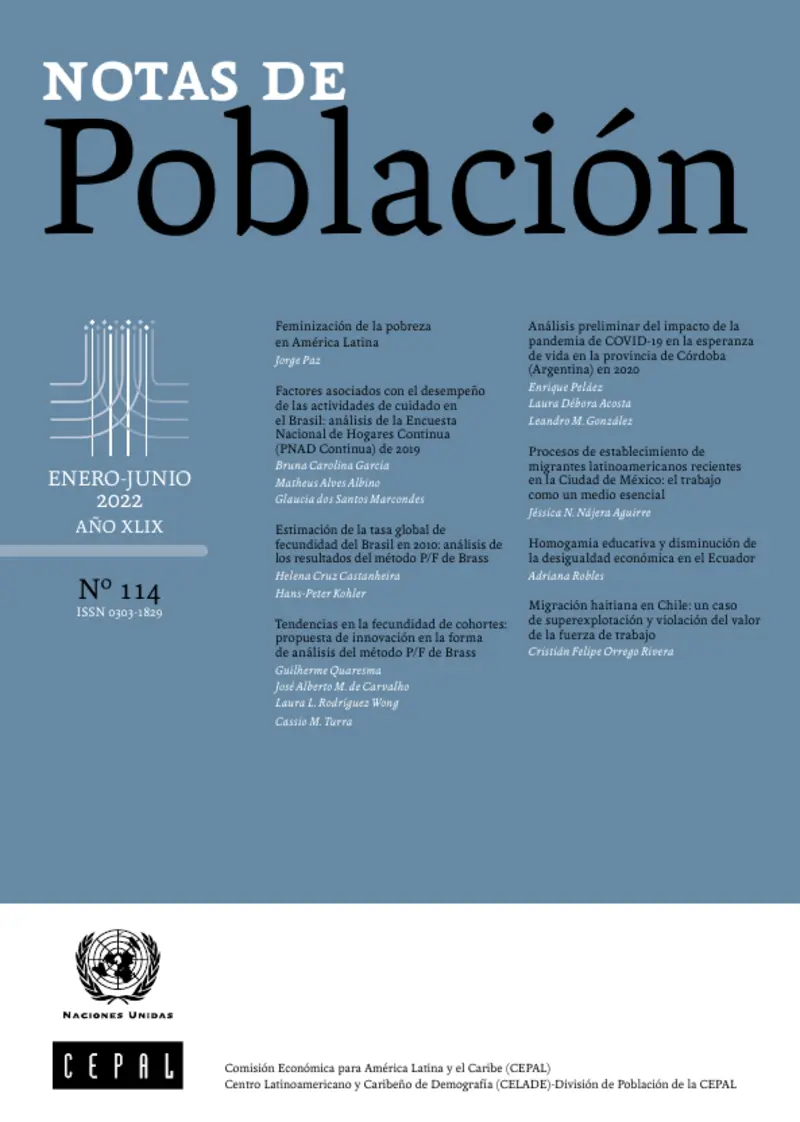 NOTAS DE
Población
ENERO-JUNIO
2022
AÑO XLIX
Nº 114
ISSN 0303-1829
Feminización de la pobreza
en América Latina
Jorge Paz
Factores asociados con el desempeño
de las actividades de cuidado en
el Brasil: análisis de la Encuesta
Nacional de Hogares Continua
(PNAD Continua) de 2019
Bruna Carolina Garcia
Matheus Alves Albino
Glaucia dos Santos Marcondes
Estimación de la tasa global de
fecundidad del Brasil en 2010: análisis de
los resultados del método P/F de Brass
Helena Cruz Castanheira
Hans-Peter Kohler
Tendencias en la fecundidad de cohortes:
propuesta de innovación en la forma
de análisis del método P/F de Brass
Guilherme Quaresma
José Alberto M. de Carvalho
Laura L. Rodríguez Wong
Cassio M. Turra
Análisis preliminar del impacto de la
pandemia de COVID-19 en la esperanza
de vida en la provincia de Córdoba
(Argentina) en 2020
Enrique Peláez
Laura Débora Acosta
Leandro M. González
Procesos de establecimiento de
migrantes latinoamericanos recientes
en la Ciudad de México: el trabajo
como un medio esencial
Jéssica N. Nájera Aguirre
Homogamia educativa y disminución de
la desigualdad económica en el Ecuador
Adriana Robles
Migración haitiana en Chile: un caso
de superexplotación y violación del valor
de la fuerza de trabajo
Cristián Felipe Orrego Rivera
NACIONES UNIDAS
CEPAL
Comisión Económica para América Latina y el Caribe (CEPAL)
Centro Latinoamericano y Caribeño de Demografía (CELADE)-División de Población de la CEPAL